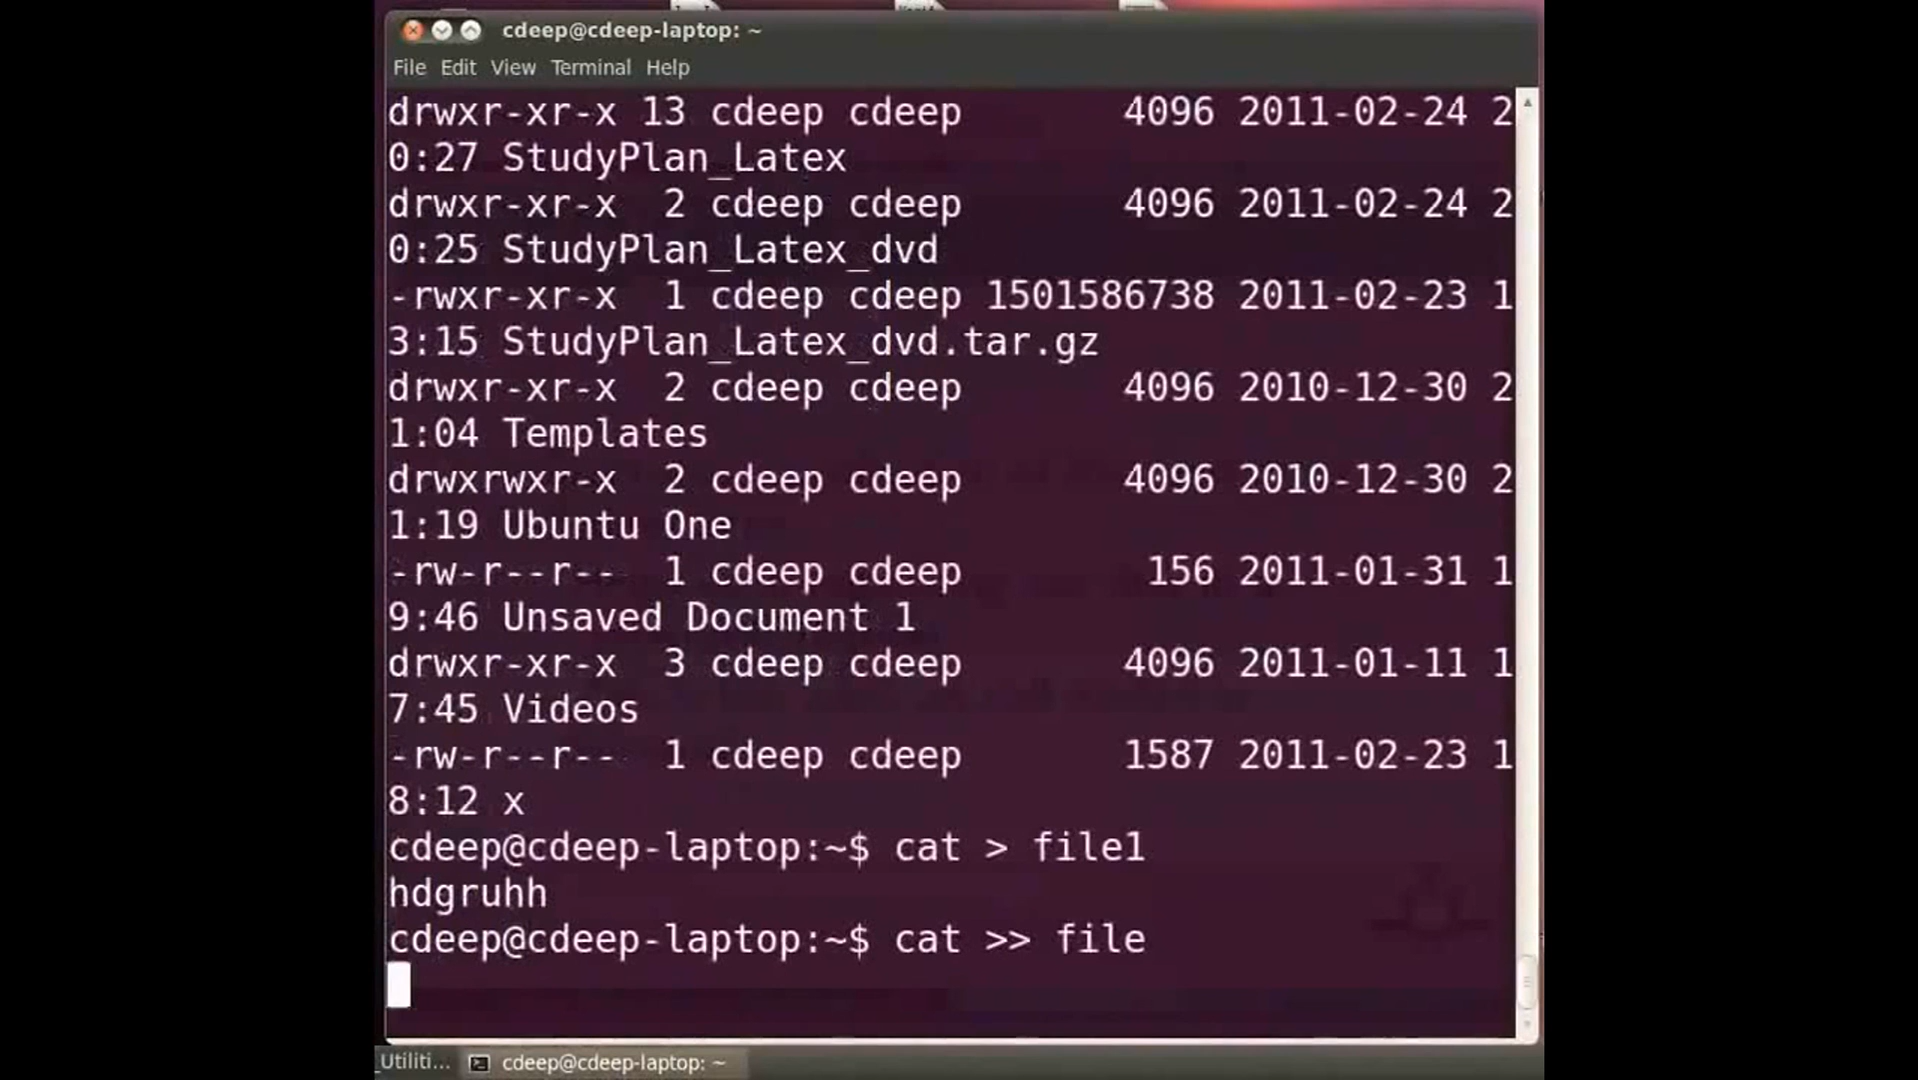 cdeep@cdeep-laptop: ~
File Edit View Terminal Help
drwxr-xr-x 13 cdeep cdeep 4096 2011-02-24 2
0:27 StudyPlan_Latex
drwxr-xr-x 2 cdeep cdeep 4096 2011-02-24 2
0:25 StudyPlan_Latex_dvd
-rwxr-xr-x 1 cdeep cdeep 1501586738 2011-02-23 1
3:15 StudyPlan_Latex_dvd.tar.gz
drwxr-xr-x 2 cdeep cdeep 4096 2010-12-30 2
1:04 Templates
drwxrwxr-x 2 cdeep cdeep 4096 2010-12-30 2
1:19 Ubuntu One
-rw-r--r-- 1 cdeep cdeep 156 2011-01-31 1
9:46 Unsaved Document 1
drwxr-xr-x 3 cdeep cdeep 4096 2011-01-11 1
7:45 Videos
-rw-r--r-- 1 cdeep cdeep 1587 2011-02-23 1
8:12 x
cdeep@cdeep-laptop:~$ cat > file1
hdgruhh
cdeep@cdeep-laptop:~$ cat >> file
Utiliti... cdeep@cdeep-laptop: ~